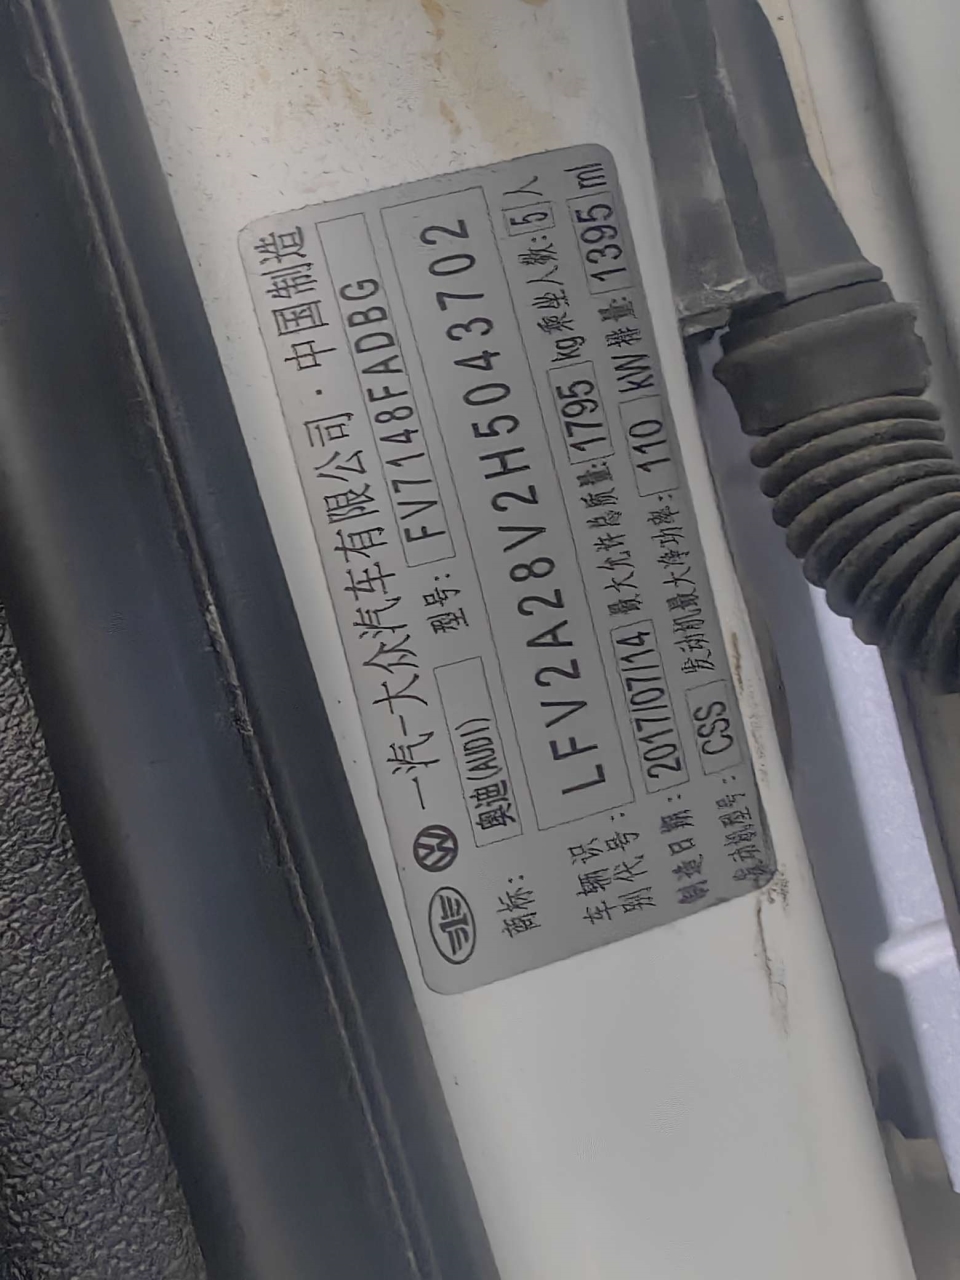 一汽-大众汽车有限公司·中国制造
商标: 奥迪(AUDI) 型号: FV7148FADBG
车辆识别代号: LFV2A28V2H5043702
制造日期: 2017/07/14 最大允许总质量: 1795 kg 乘坐人数: 5 人
发动机型号: CSS 发动机最大净功率: 110 kW 排量: 1395 ml